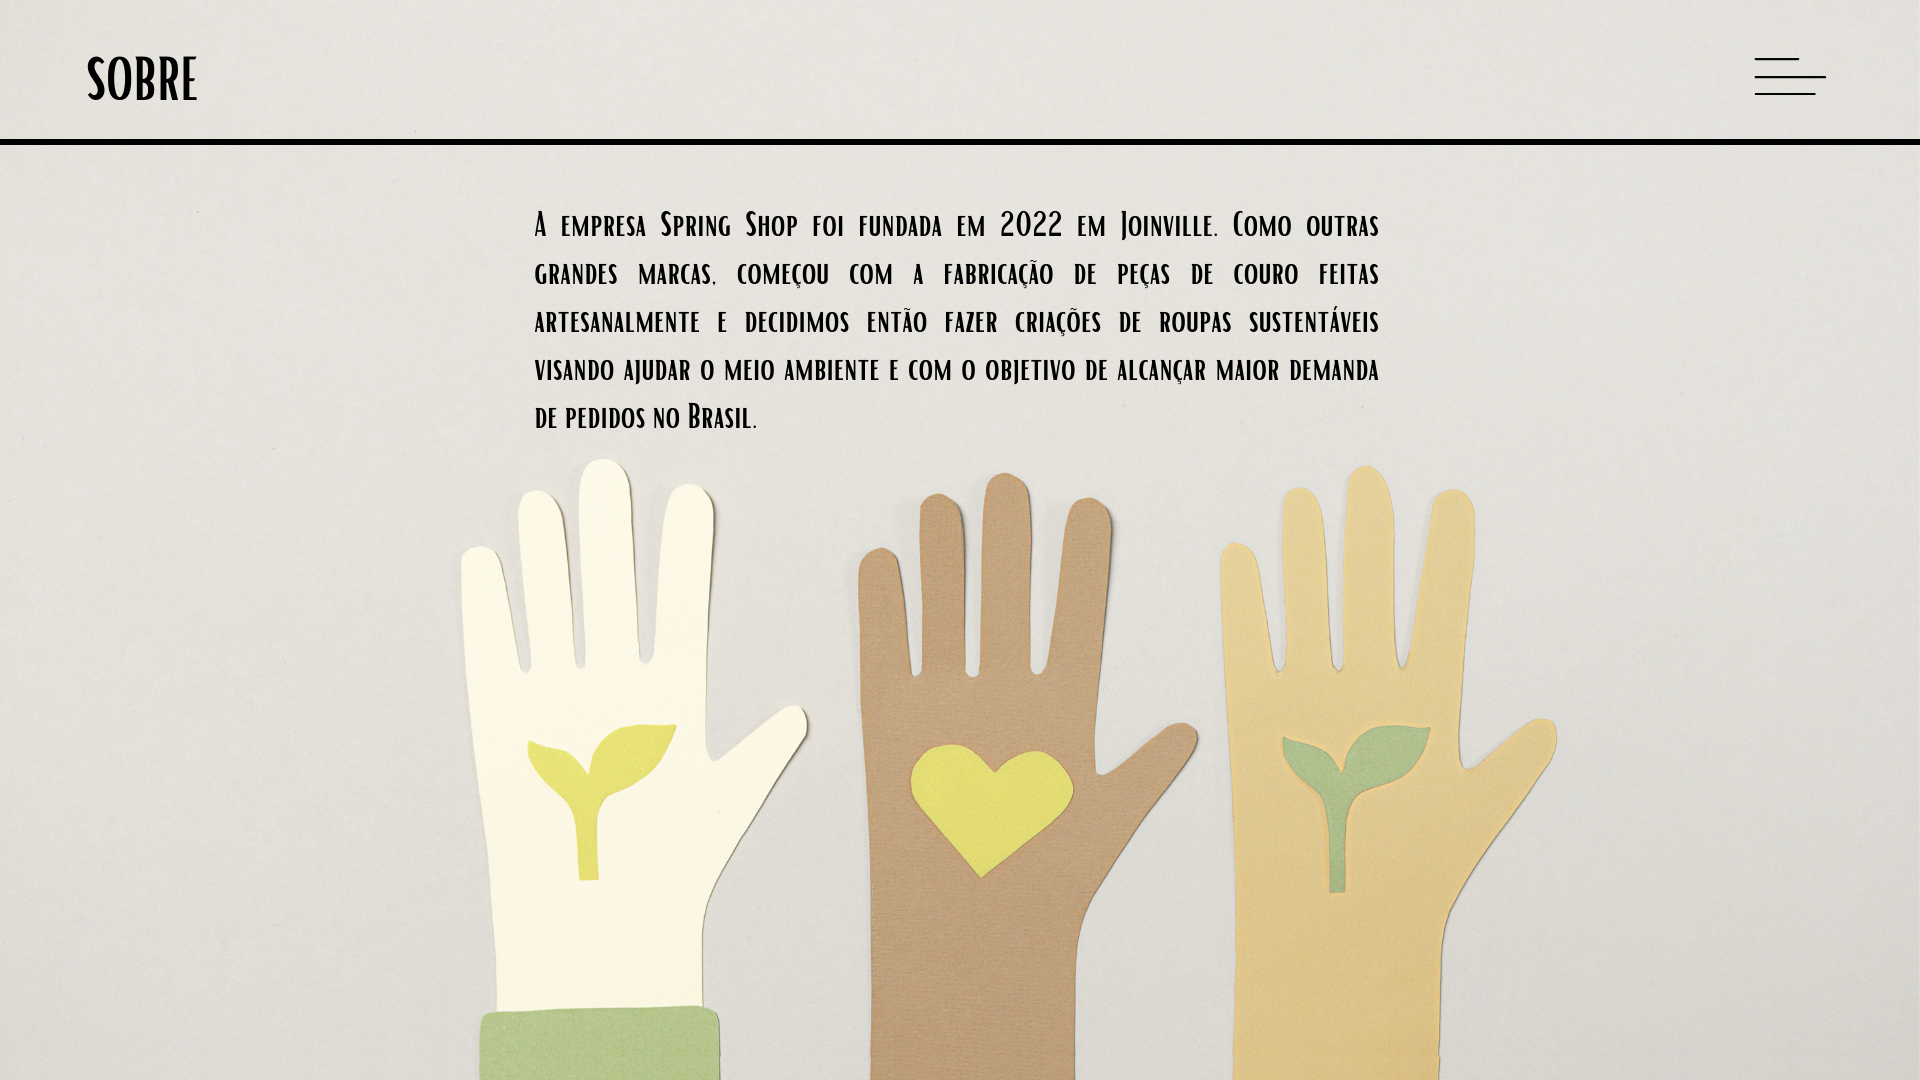 SOBRE
A EMPRESA SPRING SHOP FOI FUNDADA EM 2022 EM JOINVILLE. COMO OUTRAS
GRANDES MARCAS, COMEÇOU COM A FABRICAÇÃO DE PEÇAS DE COURO FEITAS
ARTESANALMENTE E DECIDIMOS ENTÃO FAZER CRIAÇÕES DE ROUPAS SUSTENTÁVEIS
VISANDO AJUDAR O MEIO AMBIENTE E COM O OBJETIVO DE ALCANÇAR MAIOR DEMANDA
DE PEDIDOS NO BRASIL.